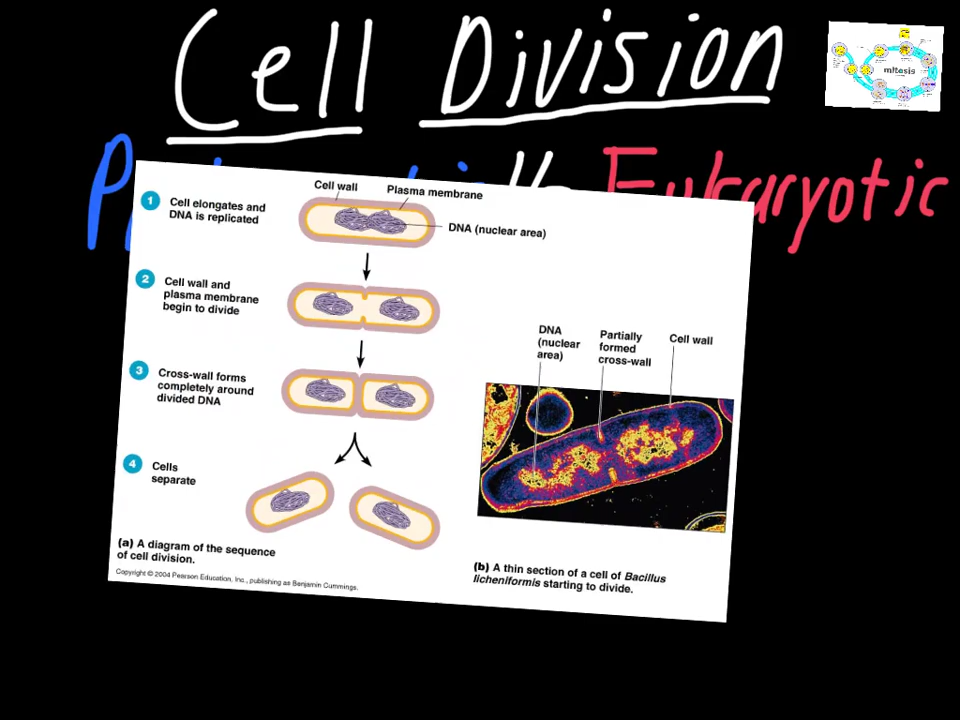 Cell Division
mitosis
Eukaryotic
Cell wall
Plasma membrane
1 Cell elongates and
DNA is replicated
DNA (nuclear area)
2 Cell wall and
plasma membrane
begin to divide
DNA
(nuclear
area)
Partially
formed
cross-wall
Cell wall
3 Cross-wall forms
completely around
divided DNA
4 Cells
separate
(a) A diagram of the sequence
of cell division.
Copyright © 2004 Pearson Education, Inc., publishing as Benjamin Cummings.
(b) A thin section of a cell of Bacillus
licheniformis starting to divide.